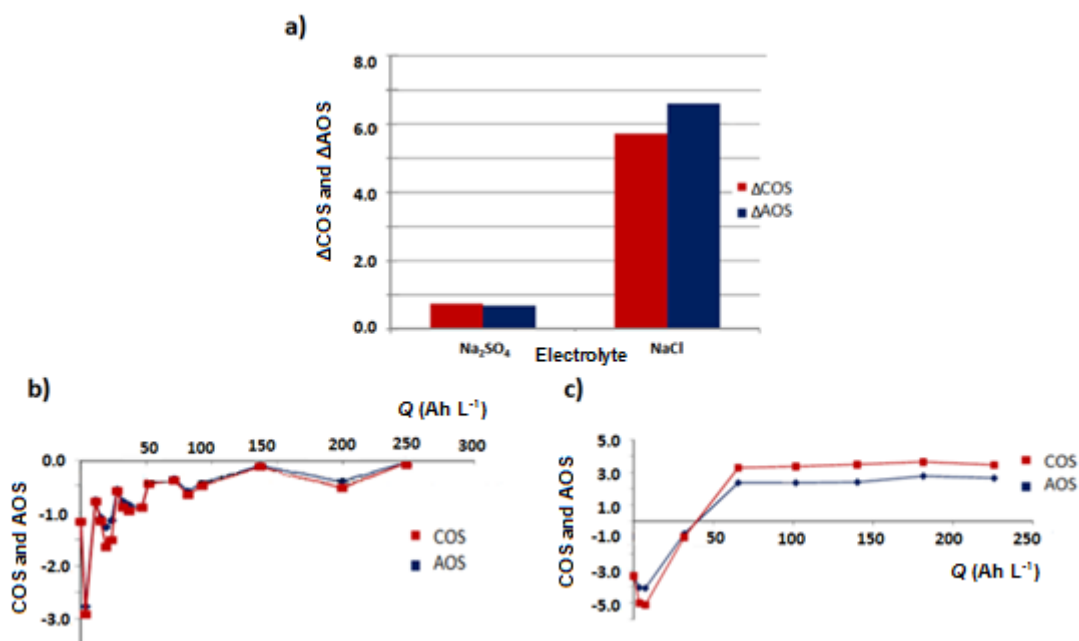 a)
8.0
6.0
4.0
2.0
0.0
ΔCOS and ΔAOS
ΔCOS
ΔAOS
Na₂SO₄
Electrolyte
NaCl
b)
Q (Ah L⁻¹)
50
100
150
200
250
300
0.0
-1.0
-2.0
-3.0
COS and AOS
COS
AOS
c)
5.0
3.0
1.0
-1.0
-3.0
-5.0
COS and AOS
50
100
150
200
250
Q (Ah L⁻¹)
COS
AOS